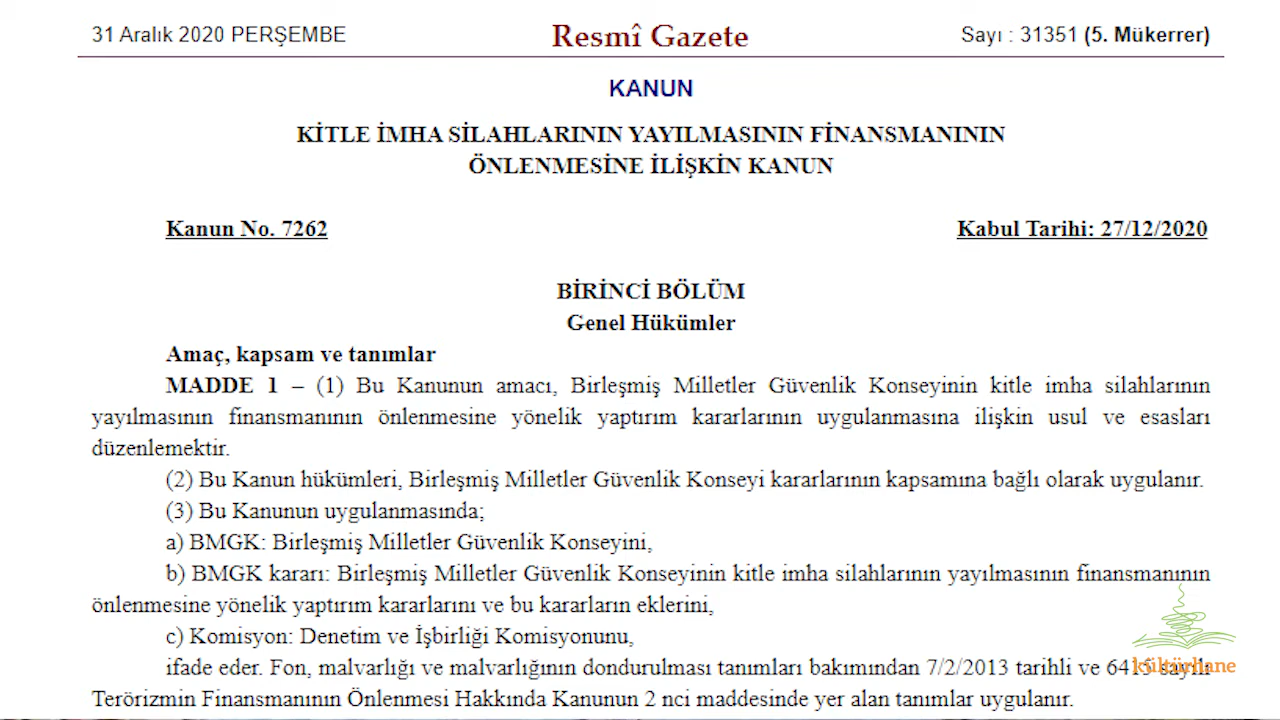 31 Aralık 2020 PERŞEMBE Resmî Gazete Sayı : 31351 (5. Mükerrer)
KANUN
KİTLE İMHA SİLAHLARININ YAYILMASININ FİNANSMANININ
ÖNLENMESİNE İLİŞKİN KANUN
Kanun No. 7262 Kabul Tarihi: 27/12/2020
BİRİNCİ BÖLÜM
Genel Hükümler
Amaç, kapsam ve tanımlar
MADDE 1 – (1) Bu Kanunun amacı, Birleşmiş Milletler Güvenlik Konseyinin kitle imha silahlarının
yayılmasının finansmanının önlenmesine yönelik yaptırım kararlarının uygulanmasına ilişkin usul ve esasları
düzenlemektir.
(2) Bu Kanun hükümleri, Birleşmiş Milletler Güvenlik Konseyi kararlarının kapsamına bağlı olarak uygulanır.
(3) Bu Kanunun uygulanmasında;
a) BMGK: Birleşmiş Milletler Güvenlik Konseyini,
b) BMGK kararı: Birleşmiş Milletler Güvenlik Konseyinin kitle imha silahlarının yayılmasının finansmanının
önlenmesine yönelik yaptırım kararlarını ve bu kararların eklerini,
c) Komisyon: Denetim ve İşbirliği Komisyonunu,
ifade eder. Fon, malvarlığı ve malvarlığının dondurulması tanımları bakımından 7/2/2013 tarihli ve 6415 sayılı
Terörizmin Finansmanının Önlenmesi Hakkında Kanunun 2 nci maddesinde yer alan tanımlar uygulanır.
kültürhane